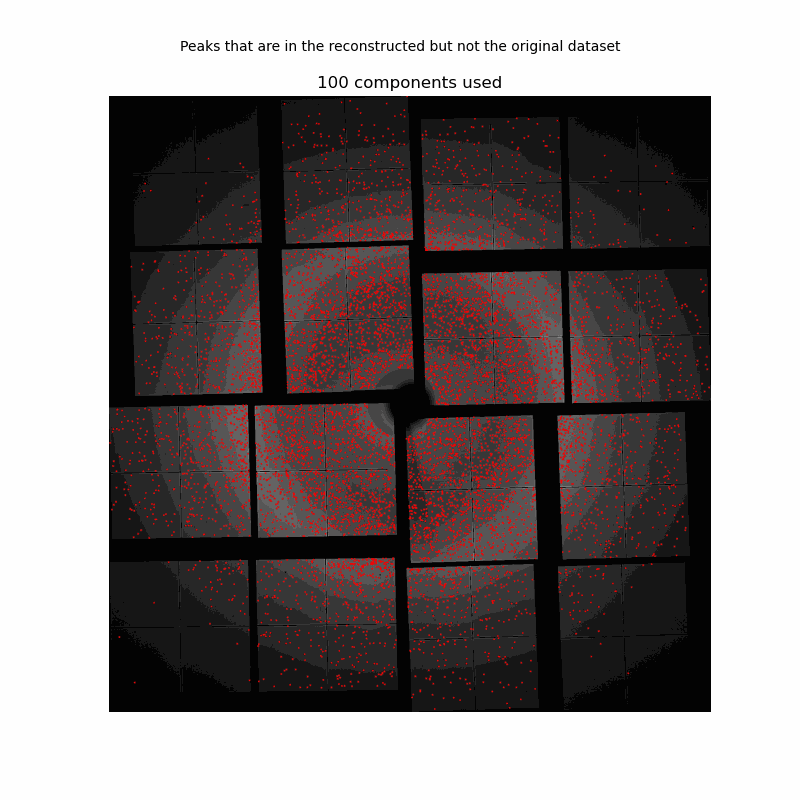 Peaks that are in the reconstructed but not the original dataset
100 components used